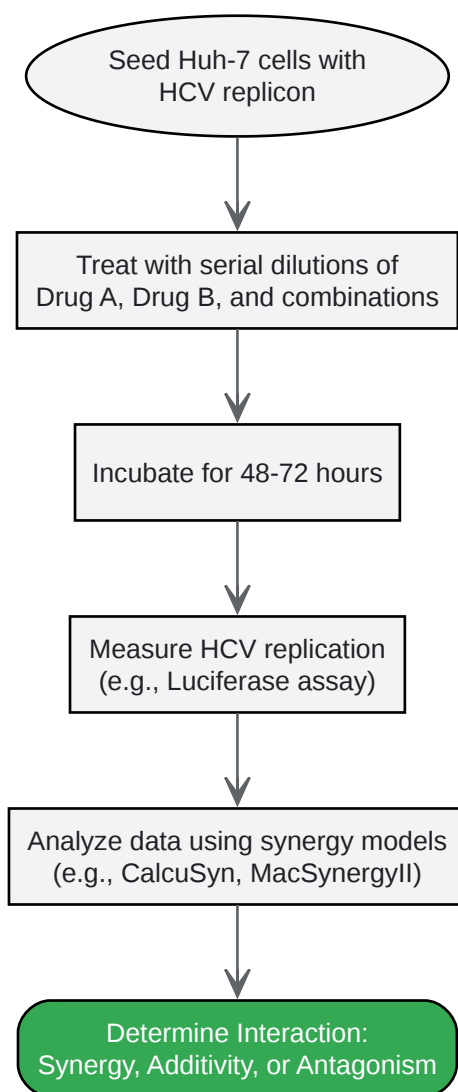 Seed Huh-7 cells with
HCV replicon
Treat with serial dilutions of
Drug A, Drug B, and combinations
Incubate for 48-72 hours
Measure HCV replication
(e.g., Luciferase assay)
Analyze data using synergy models
(e.g., CalcuSyn, MacSynergyII)
Determine Interaction:
Synergy, Additivity, or Antagonism